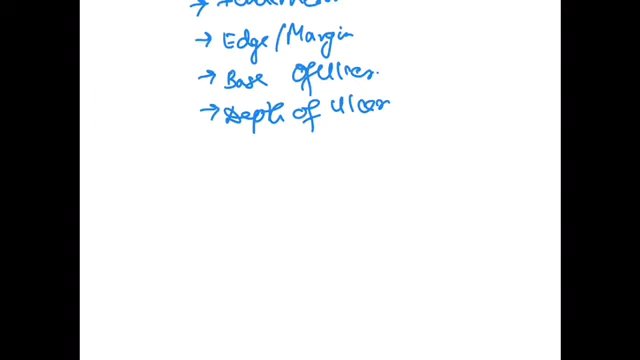 →
→ Edge/Margin
→ Base of Ulcer.
→ Depth of Ulcer